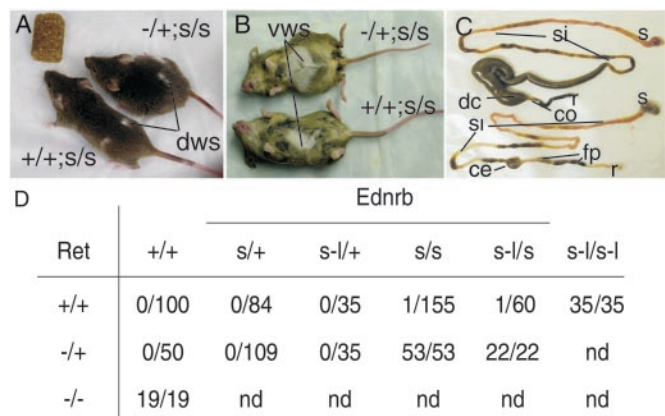 A
-/+;s/s
dws
+/+;s/s
B
vws
-/+;s/s
+/+;s/s
C
si
s
dc
co
r
s
si
fp
ce
r
D
Ednrb
Ret +/+ s/+ s-l/+ s/s s-l/s s-l/s-l
+/+ 0/100 0/84 0/35 1/155 1/60 35/35
-/+ 0/50 0/109 0/35 53/53 22/22 nd
-/- 19/19 nd nd nd nd nd